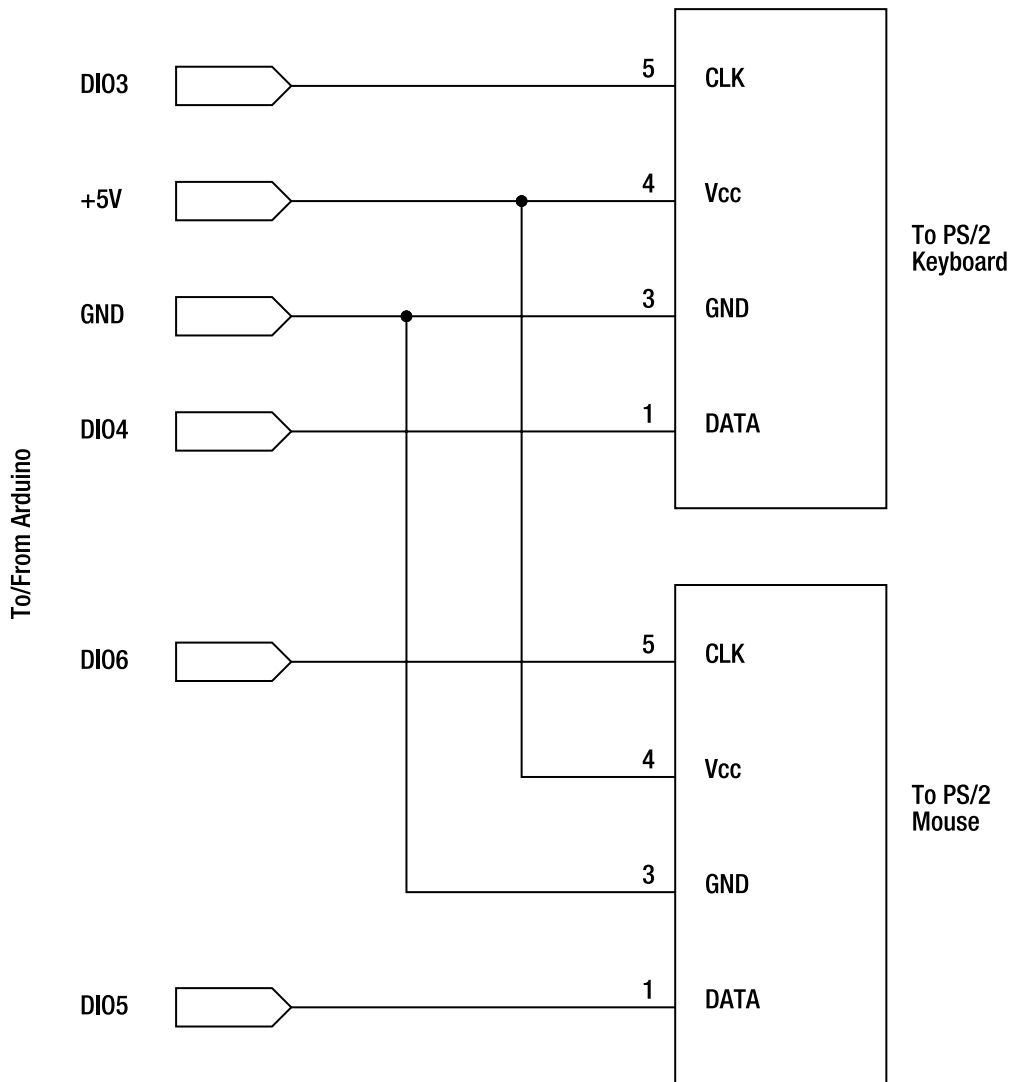 To/From Arduino
DIO3
5
CLK
+5V
4
Vcc
To PS/2
Keyboard
GND
3
GND
DIO4
1
DATA
DIO6
5
CLK
4
Vcc
To PS/2
Mouse
3
GND
DIO5
1
DATA